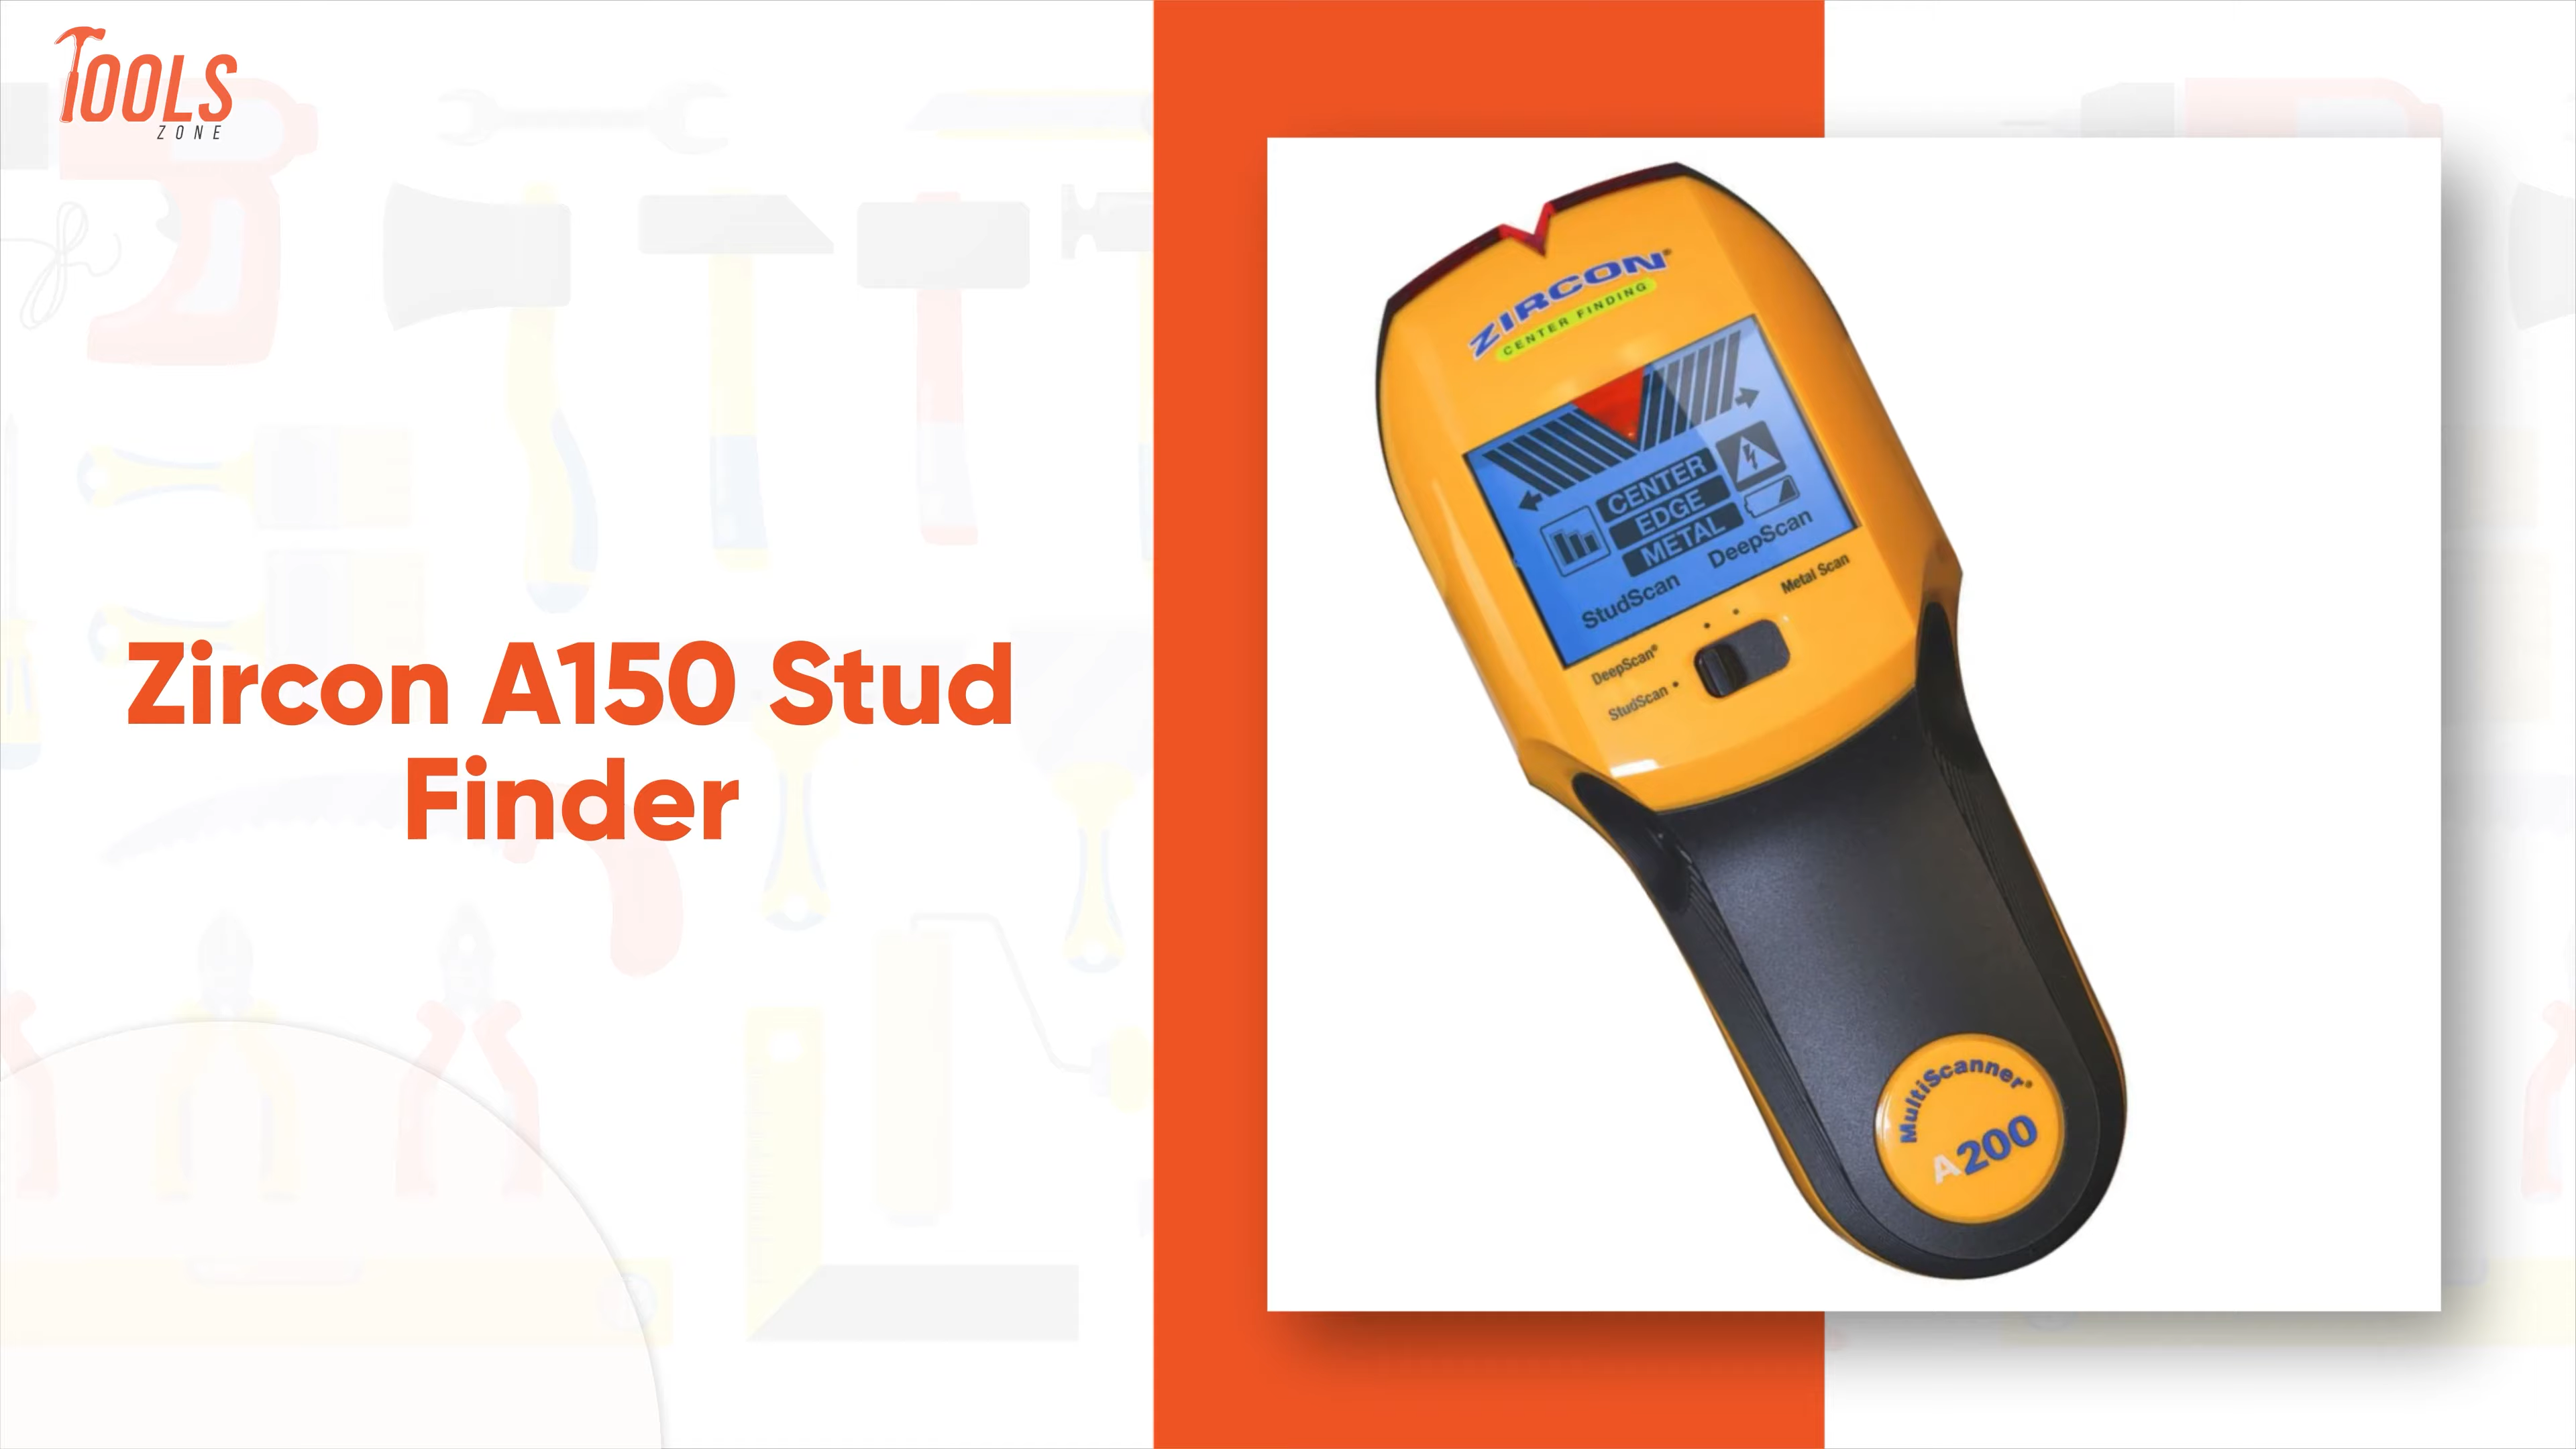 TOOLS
ZONE
Zircon A150 Stud
Finder
ZIRCON®
CENTER FINDING
CENTER
EDGE
METAL
StudScan DeepScan
DeepScan® Metal Scan
StudScan
MultiScanner®
A200